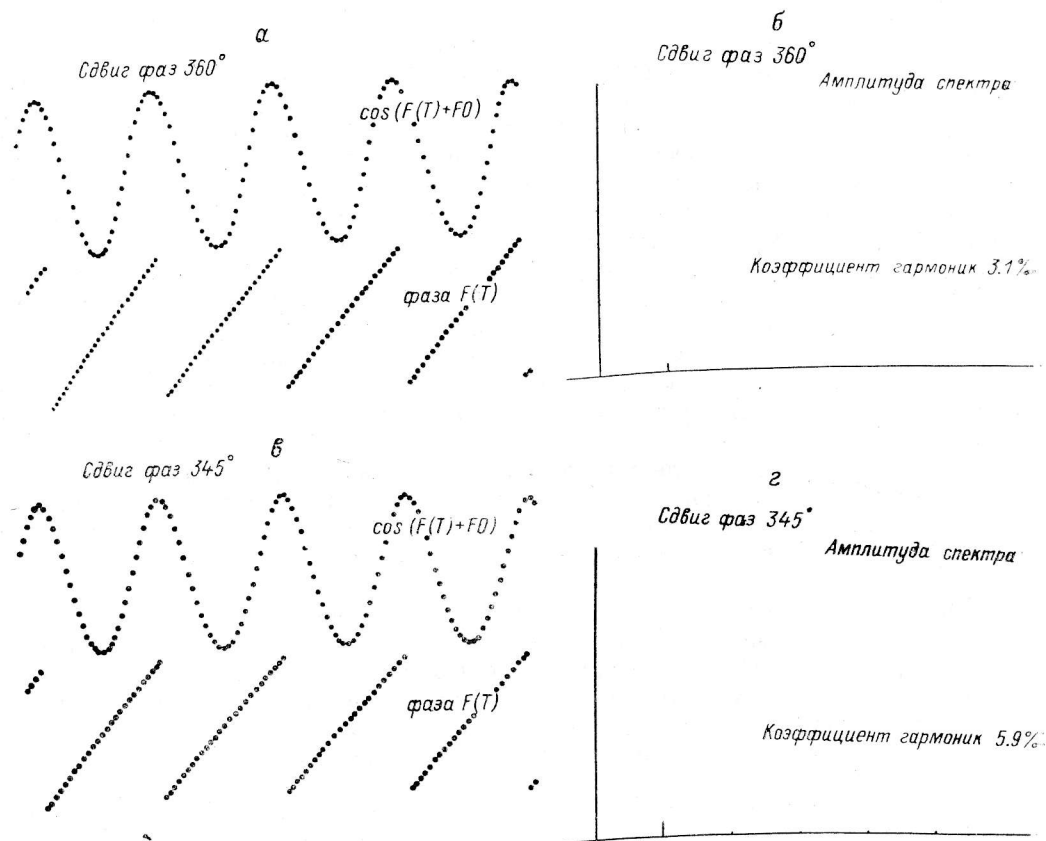 а
Сдвиг фаз 360°
cos (F(T)+F0)
фаза F(T)
б
Сдвиг фаз 360°
Амплитуда спектра
Коэффициент гармоник 3.1%
в
Сдвиг фаз 345°
cos (F(T)+F0)
фаза F(T)
г
Сдвиг фаз 345°
Амплитуда спектра
Коэффициент гармоник 5.9%